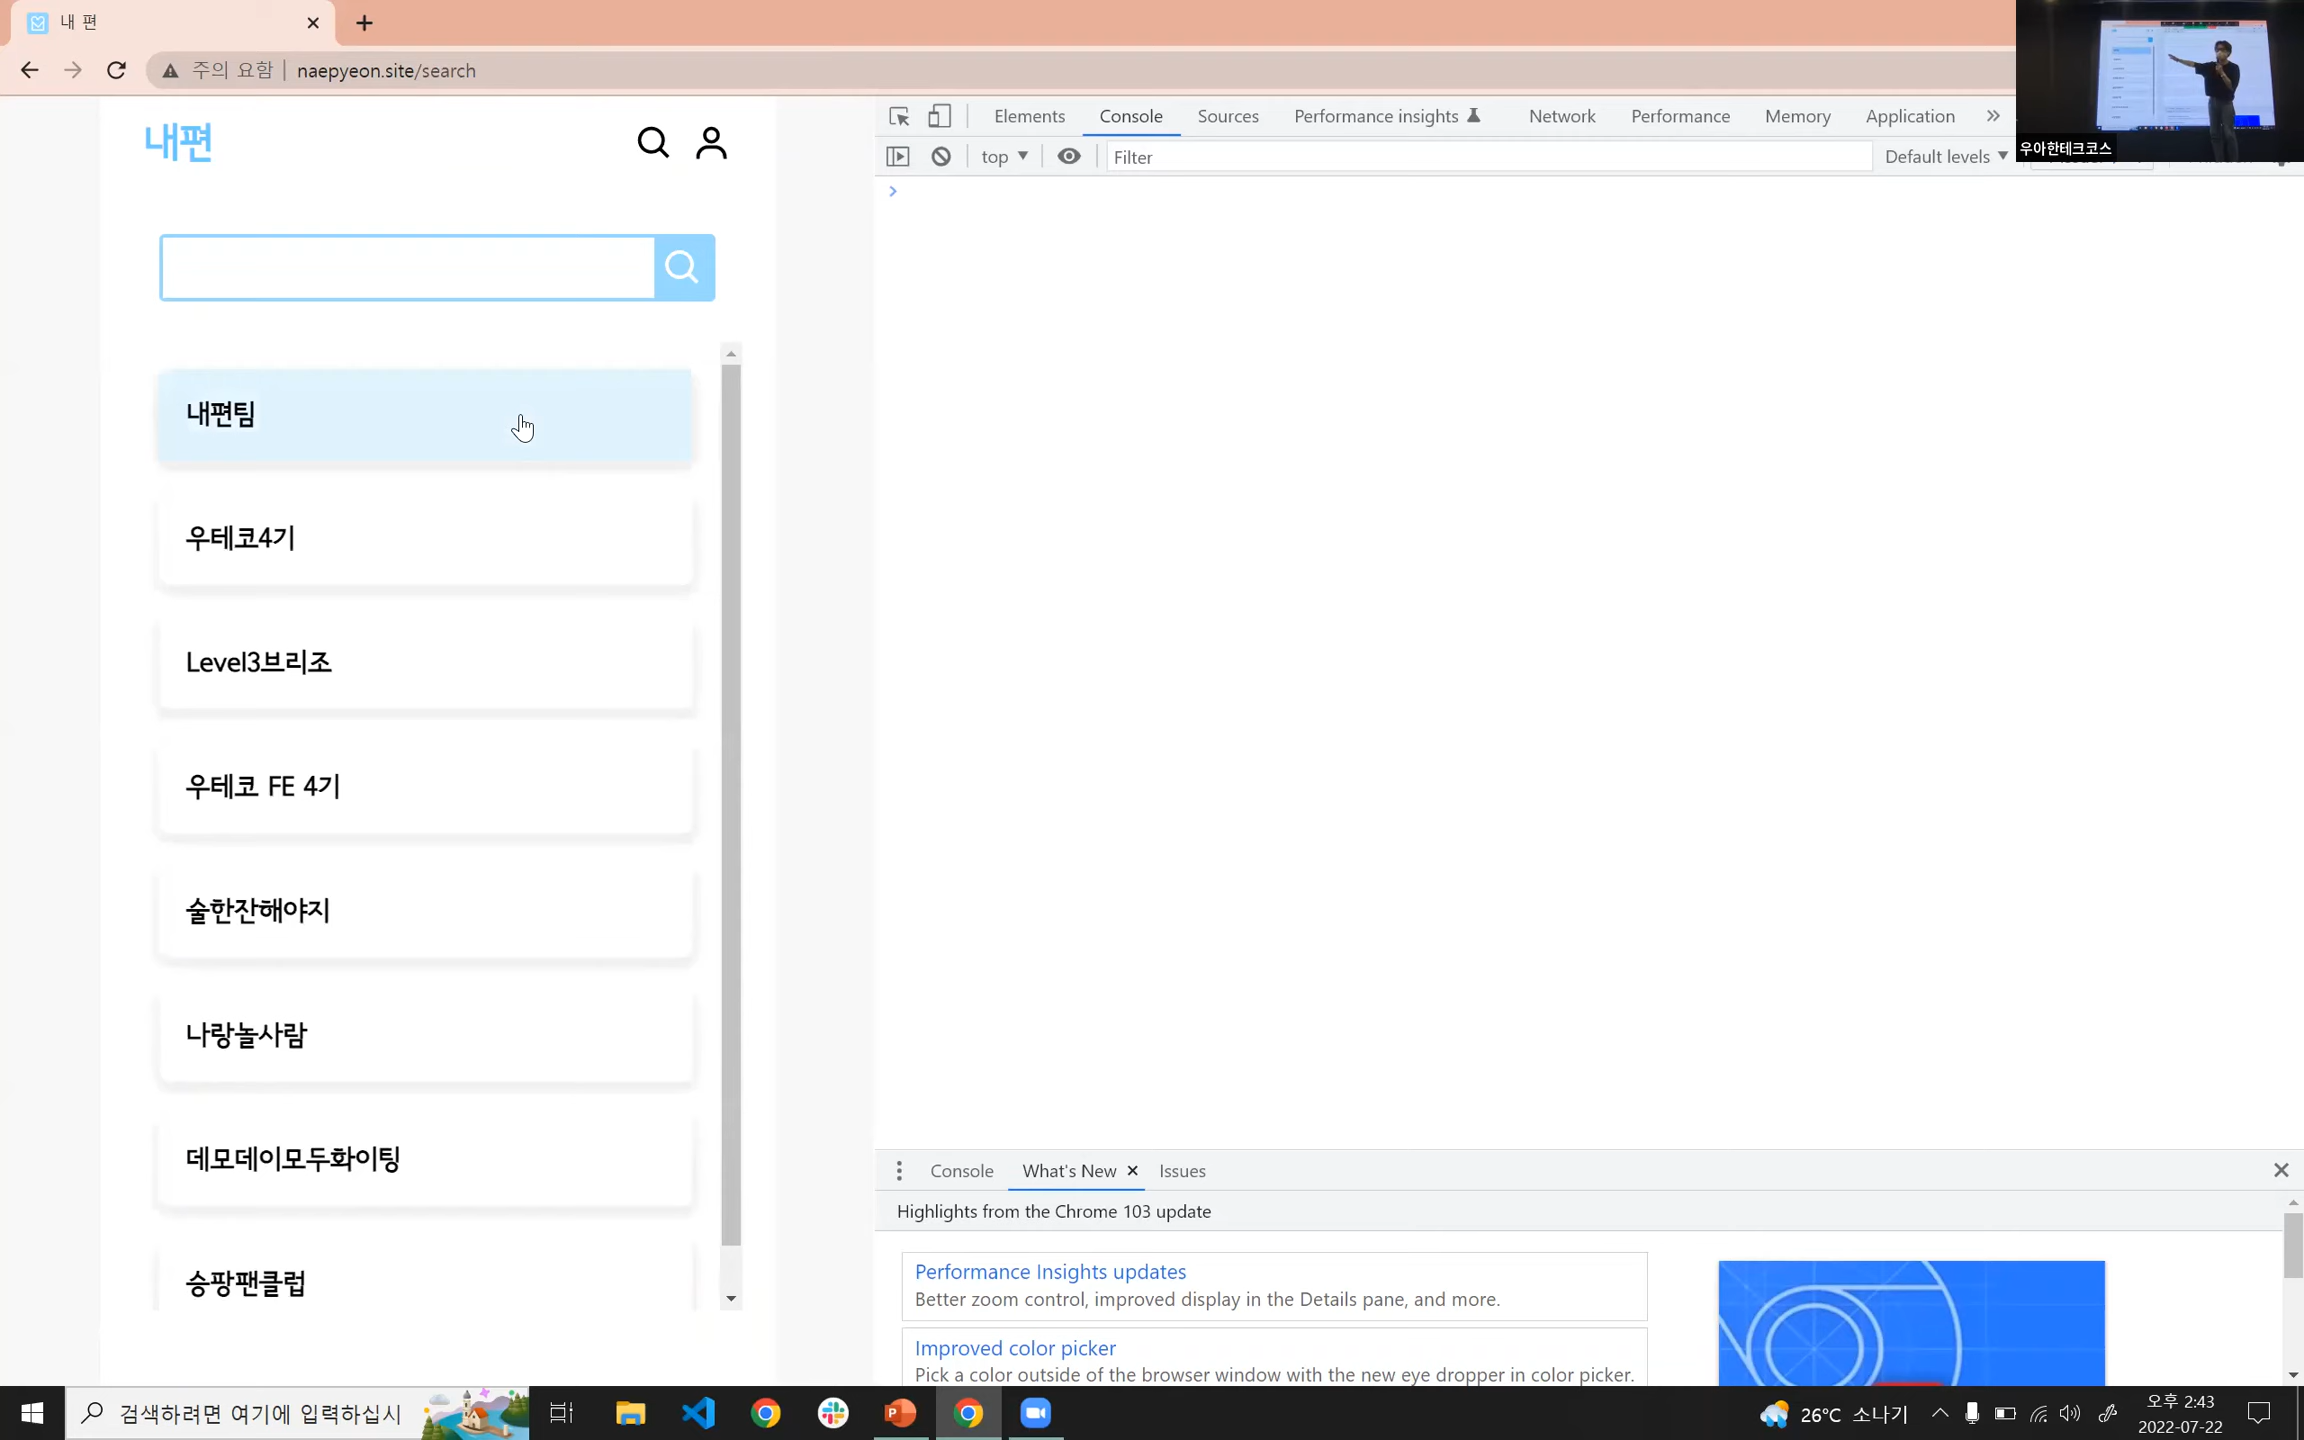 내 편
주의 요함
naepyeon.site/search
내편
내편팀
우테코4기
Level3브리조
우테코 FE 4기
술한잔해야지
나랑놀사람
데모데이모두화이팅
승팡팬클럽
Elements Console Sources Performance insights Network Performance Memory Application
top Filter Default levels
우아한테크코스
Console What's New Issues
Highlights from the Chrome 103 update
Performance Insights updates
Better zoom control, improved display in the Details pane, and more.
Improved color picker
Pick a color outside of the browser window with the new eye dropper in color picker.
검색하려면 여기에 입력하십시
26°C 소나기
오후 2:43
2022-07-22